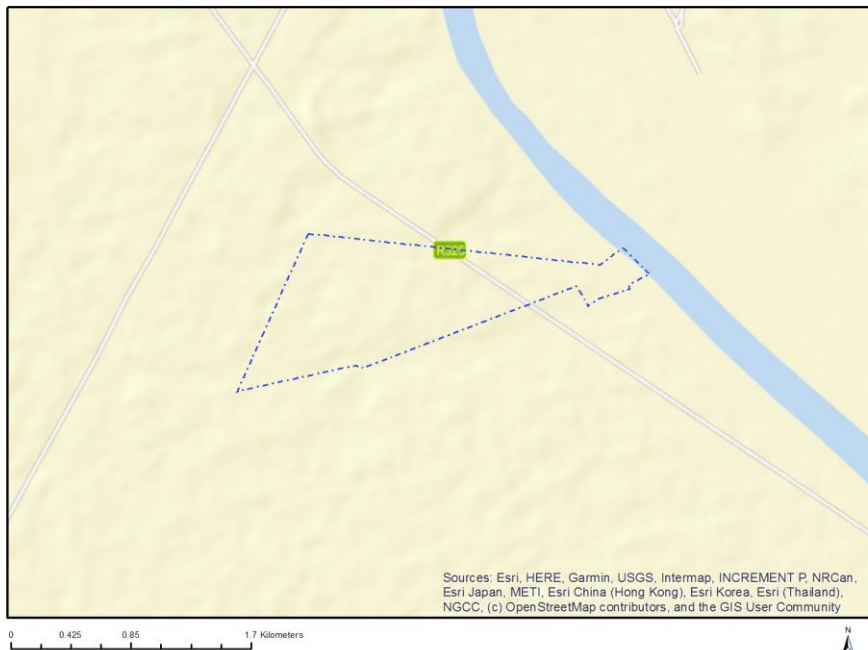 Sources: Esri, HERE, Garmin, USGS, Intermap, INCREMENT P, NRCan,
Esri Japan, METI, Esri China (Hong Kong), Esri Korea, Esri (Thailand),
NGCC, (c) OpenStreetMap contributors, and the GIS User Community
0 0.425 0.85 1.7 Kilometers
N